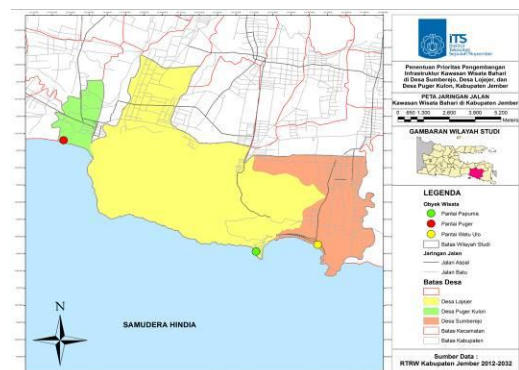 N
SAMUDERA HINDIA
ITS
Institut
Teknologi
Sepuluh Nopember
Penentuan Prioritas Pengembangan
Infrastruktur Kawasan Wisata Bahari
di Desa Sumberejo, Desa Lojejer, dan
Desa Puger Kulon, Kabupaten Jember
PETA JARINGAN JALAN
Kawasan Wisata Bahari di Kabupaten Jember
0 650 1.300 2.600 3.900 5.200
Meters
GAMBARAN WILAYAH STUDI
LEGENDA
Obyek Wisata
Pantai Papuma
Pantai Puger
Pantai Watu Ulo
Batas Wilayah Studi
Jaringan Jalan
Jalan Aspal
Jalan Batu
Batas Desa
Desa Lojejer
Desa Puger Kulon
Desa Sumberejo
Batas Kecamatan
Batas Kabupaten
Sumber Data :
RTRW Kabupaten Jember 2012-2032